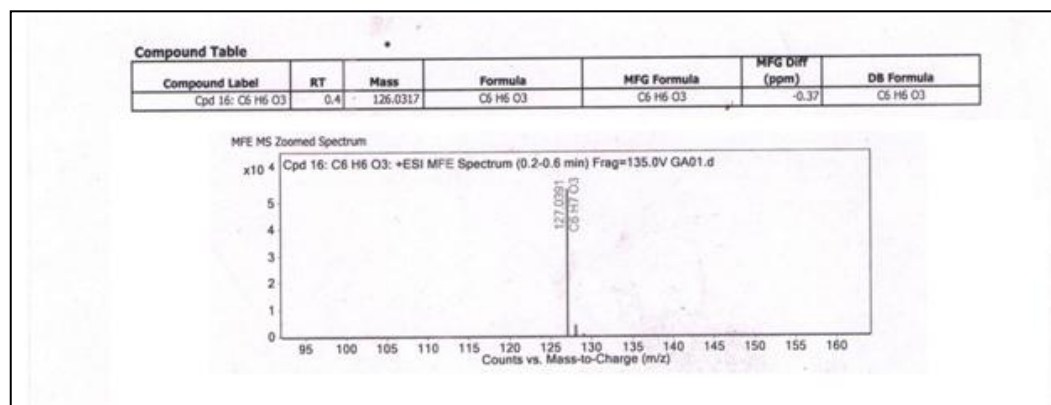 Compound Table
Compound Label RT Mass Formula MFG Formula MFG Diff (ppm) DB Formula
Cpd 16: C6 H6 O3 0.4 126.0317 C6 H6 O3 C6 H6 O3 -0.37 C6 H6 O3
MFE MS Zoomed Spectrum
x10 4 Cpd 16: C6 H6 O3: +ESI MFE Spectrum (0.2-0.6 min) Frag=135.0V GA01.d
127.0391
C6 H7 O3
5
4
3
2
1
0
95 100 105 110 115 120 125 130 135 140 145 150 155 160
Counts vs. Mass-to-Charge (m/z)